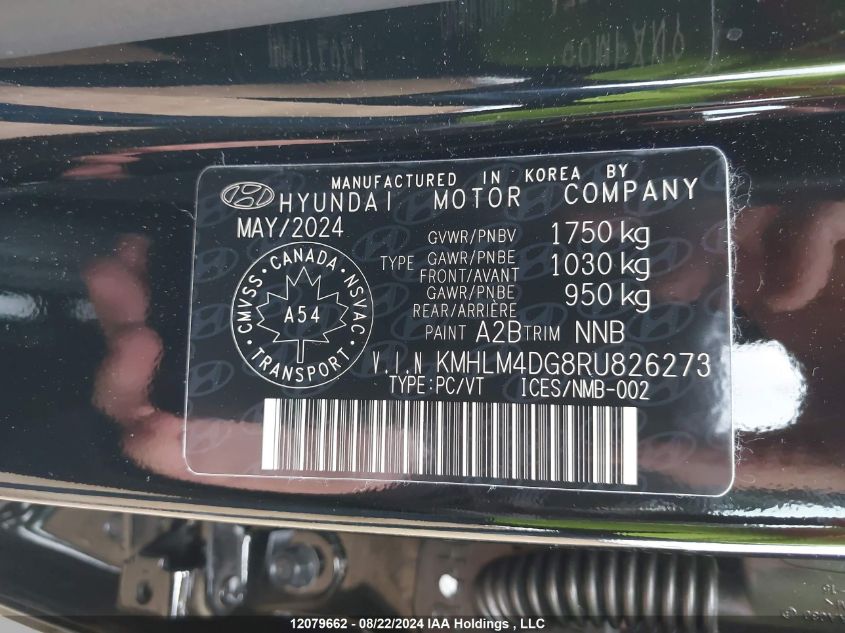 MANUFACTURED IN KOREA BY
HYUNDAI MOTOR COMPANY
MAY/2024
GVWR/PNBV 1750 kg
TYPE GAWR/PNBE FRONT/AVANT 1030 kg
GAWR/PNBE REAR/ARRIÈRE 950 kg
PAINT A2B TRIM NNB
CMVSS · CANADA · NSVAC · TRANSPORT
A54
V.I.N KMHLM4DG8RU826273
TYPE:PC/VT ICES/NMB-002
12079662 - 08/22/2024 IAA Holdings , LLC